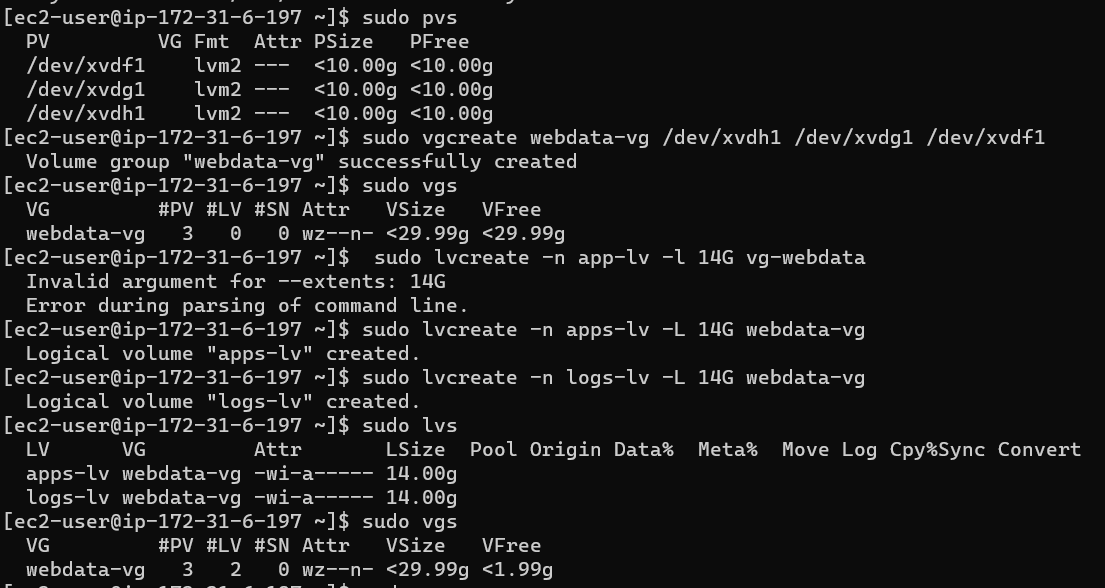 [ec2-user@ip-172-31-6-197 ~]$ sudo pvs
  PV         VG Fmt  Attr PSize   PFree
  /dev/xvdf1    lvm2 ---  <10.00g <10.00g
  /dev/xvdg1    lvm2 ---  <10.00g <10.00g
  /dev/xvdh1    lvm2 ---  <10.00g <10.00g
[ec2-user@ip-172-31-6-197 ~]$ sudo vgcreate webdata-vg /dev/xvdh1 /dev/xvdg1 /dev/xvdf1
  Volume group "webdata-vg" successfully created
[ec2-user@ip-172-31-6-197 ~]$ sudo vgs
  VG         #PV #LV #SN Attr   VSize   VFree
  webdata-vg   3   0   0 wz--n- <29.99g <29.99g
[ec2-user@ip-172-31-6-197 ~]$  sudo lvcreate -n app-lv -l 14G vg-webdata
  Invalid argument for --extents: 14G
  Error during parsing of command line.
[ec2-user@ip-172-31-6-197 ~]$ sudo lvcreate -n apps-lv -L 14G webdata-vg
  Logical volume "apps-lv" created.
[ec2-user@ip-172-31-6-197 ~]$ sudo lvcreate -n logs-lv -L 14G webdata-vg
  Logical volume "logs-lv" created.
[ec2-user@ip-172-31-6-197 ~]$ sudo lvs
  LV      VG         Attr       LSize  Pool Origin Data%  Meta%  Move Log Cpy%Sync Convert
  apps-lv webdata-vg -wi-a----- 14.00g
  logs-lv webdata-vg -wi-a----- 14.00g
[ec2-user@ip-172-31-6-197 ~]$ sudo vgs
  VG         #PV #LV #SN Attr   VSize   VFree
  webdata-vg   3   2   0 wz--n- <29.99g <1.99g